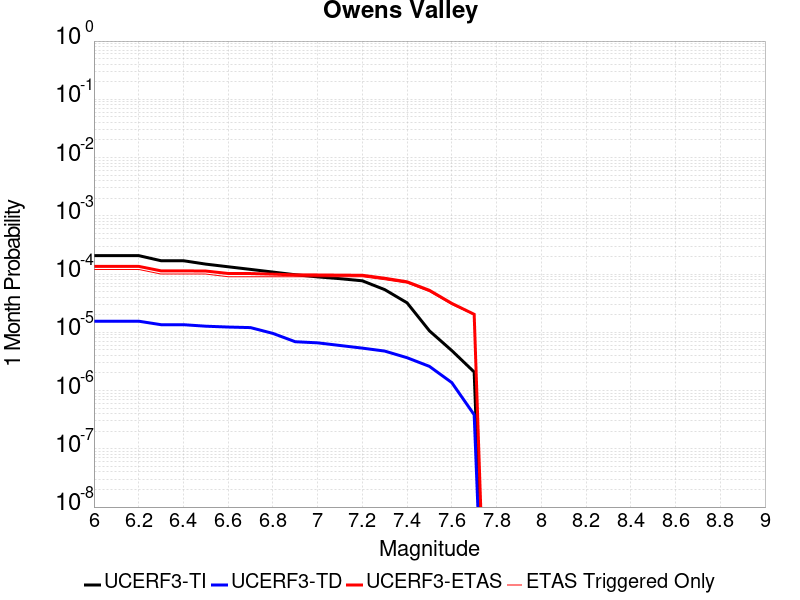 Owens Valley
10^0
10^-1
10^-2
10^-3
10^-4
10^-5
10^-6
10^-7
10^-8
1 Month Probability
6 6.2 6.4 6.6 6.8 7 7.2 7.4 7.6 7.8 8 8.2 8.4 8.6 8.8 9
Magnitude
UCERF3-TI UCERF3-TD UCERF3-ETAS ETAS Triggered Only